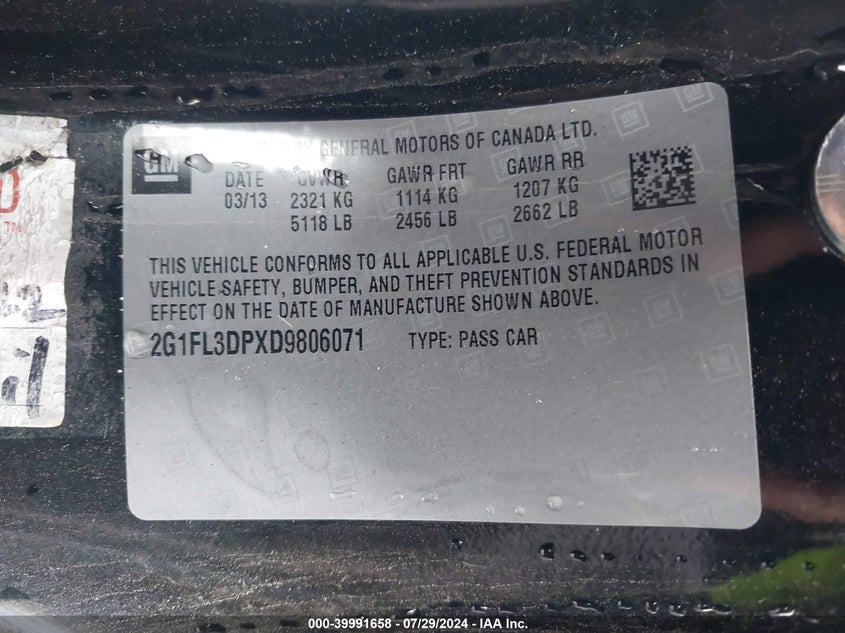 GM
BY GENERAL MOTORS OF CANADA LTD.
DATE GVWR GAWR FRT GAWR RR
03/13 2321 KG 1114 KG 1207 KG
5118 LB 2456 LB 2662 LB
THIS VEHICLE CONFORMS TO ALL APPLICABLE U.S. FEDERAL MOTOR
VEHICLE SAFETY, BUMPER, AND THEFT PREVENTION STANDARDS IN
EFFECT ON THE DATE OF MANUFACTURE SHOWN ABOVE.
2G1FL3DPXD9806071 TYPE: PASS CAR
000-39991658 - 07/29/2024 - IAA Inc.